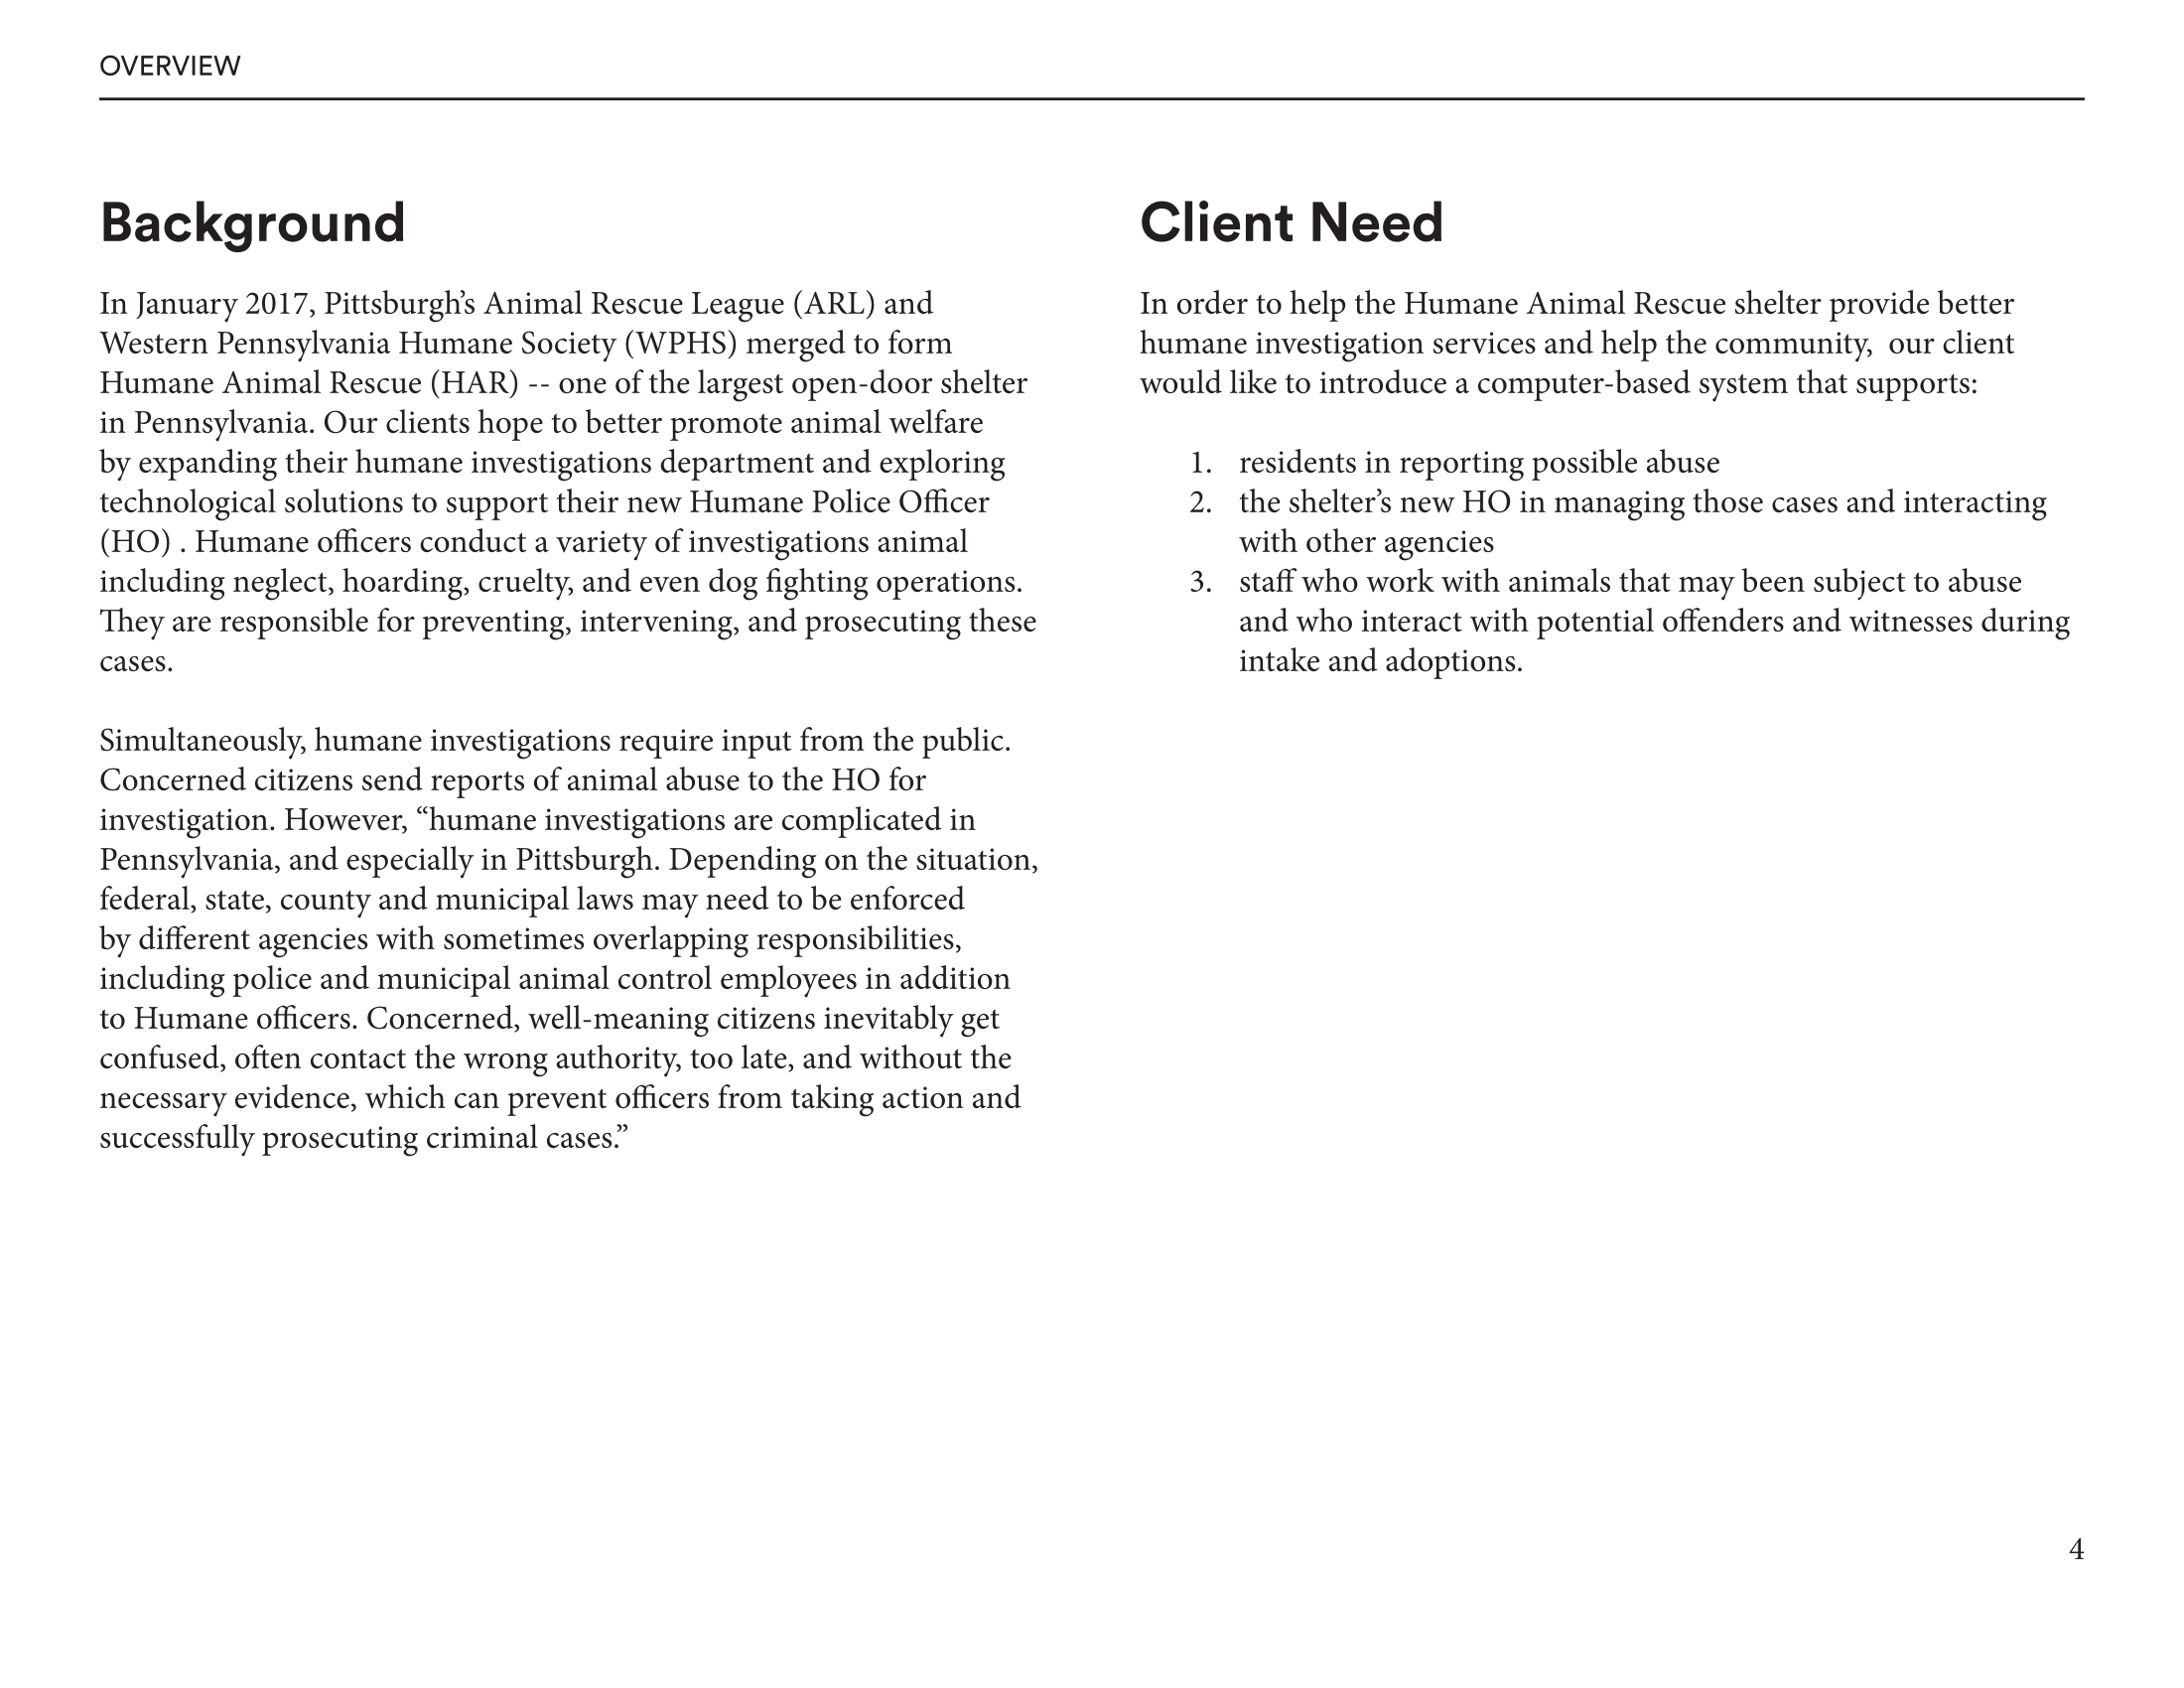 OVERVIEW
Background
In January 2017, Pittsburgh’s Animal Rescue League (ARL) and
Western Pennsylvania Humane Society (WPHS) merged to form
Humane Animal Rescue (HAR) -- one of the largest open-door shelter
in Pennsylvania. Our clients hope to better promote animal welfare
by expanding their humane investigations department and exploring
technological solutions to support their new Humane Police Officer
(HO) . Humane officers conduct a variety of investigations animal
including neglect, hoarding, cruelty, and even dog fighting operations.
They are responsible for preventing, intervening, and prosecuting these
cases.
Simultaneously, humane investigations require input from the public.
Concerned citizens send reports of animal abuse to the HO for
investigation. However, “humane investigations are complicated in
Pennsylvania, and especially in Pittsburgh. Depending on the situation,
federal, state, county and municipal laws may need to be enforced
by different agencies with sometimes overlapping responsibilities,
including police and municipal animal control employees in addition
to Humane officers. Concerned, well-meaning citizens inevitably get
confused, often contact the wrong authority, too late, and without the
necessary evidence, which can prevent officers from taking action and
successfully prosecuting criminal cases.”
Client Need
In order to help the Humane Animal Rescue shelter provide better
humane investigation services and help the community,  our client
would like to introduce a computer-based system that supports:
1. residents in reporting possible abuse
2. the shelter’s new HO in managing those cases and interacting
with other agencies
3. staff who work with animals that may been subject to abuse
and who interact with potential offenders and witnesses during
intake and adoptions.
4